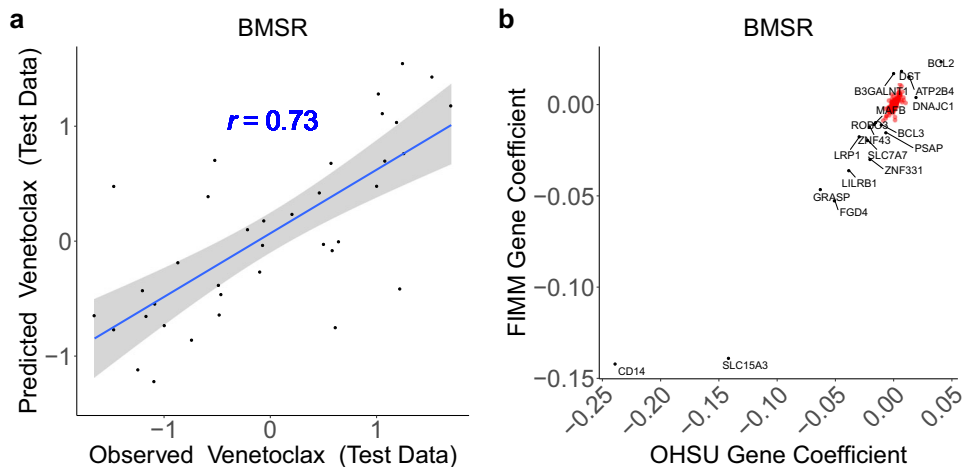 a
BMSR
Predicted Venetoclax (Test Data)
1
0
−1
r = 0.73
−1
0
1
Observed Venetoclax (Test Data)
b
BMSR
FIMM Gene Coefficient
0.00
−0.05
−0.10
−0.15
BCL2
DST
B3GALNT1
ATP2B4
DNAJC1
MAFB
ROBO3
BCL3
ZNF43
PSAP
LRP1
SLC7A7
ZNF331
LILRB1
GRASP
FGD4
SLC15A3
CD14
−0.25
−0.20
−0.15
−0.10
−0.05
0.00
0.05
OHSU Gene Coefficient